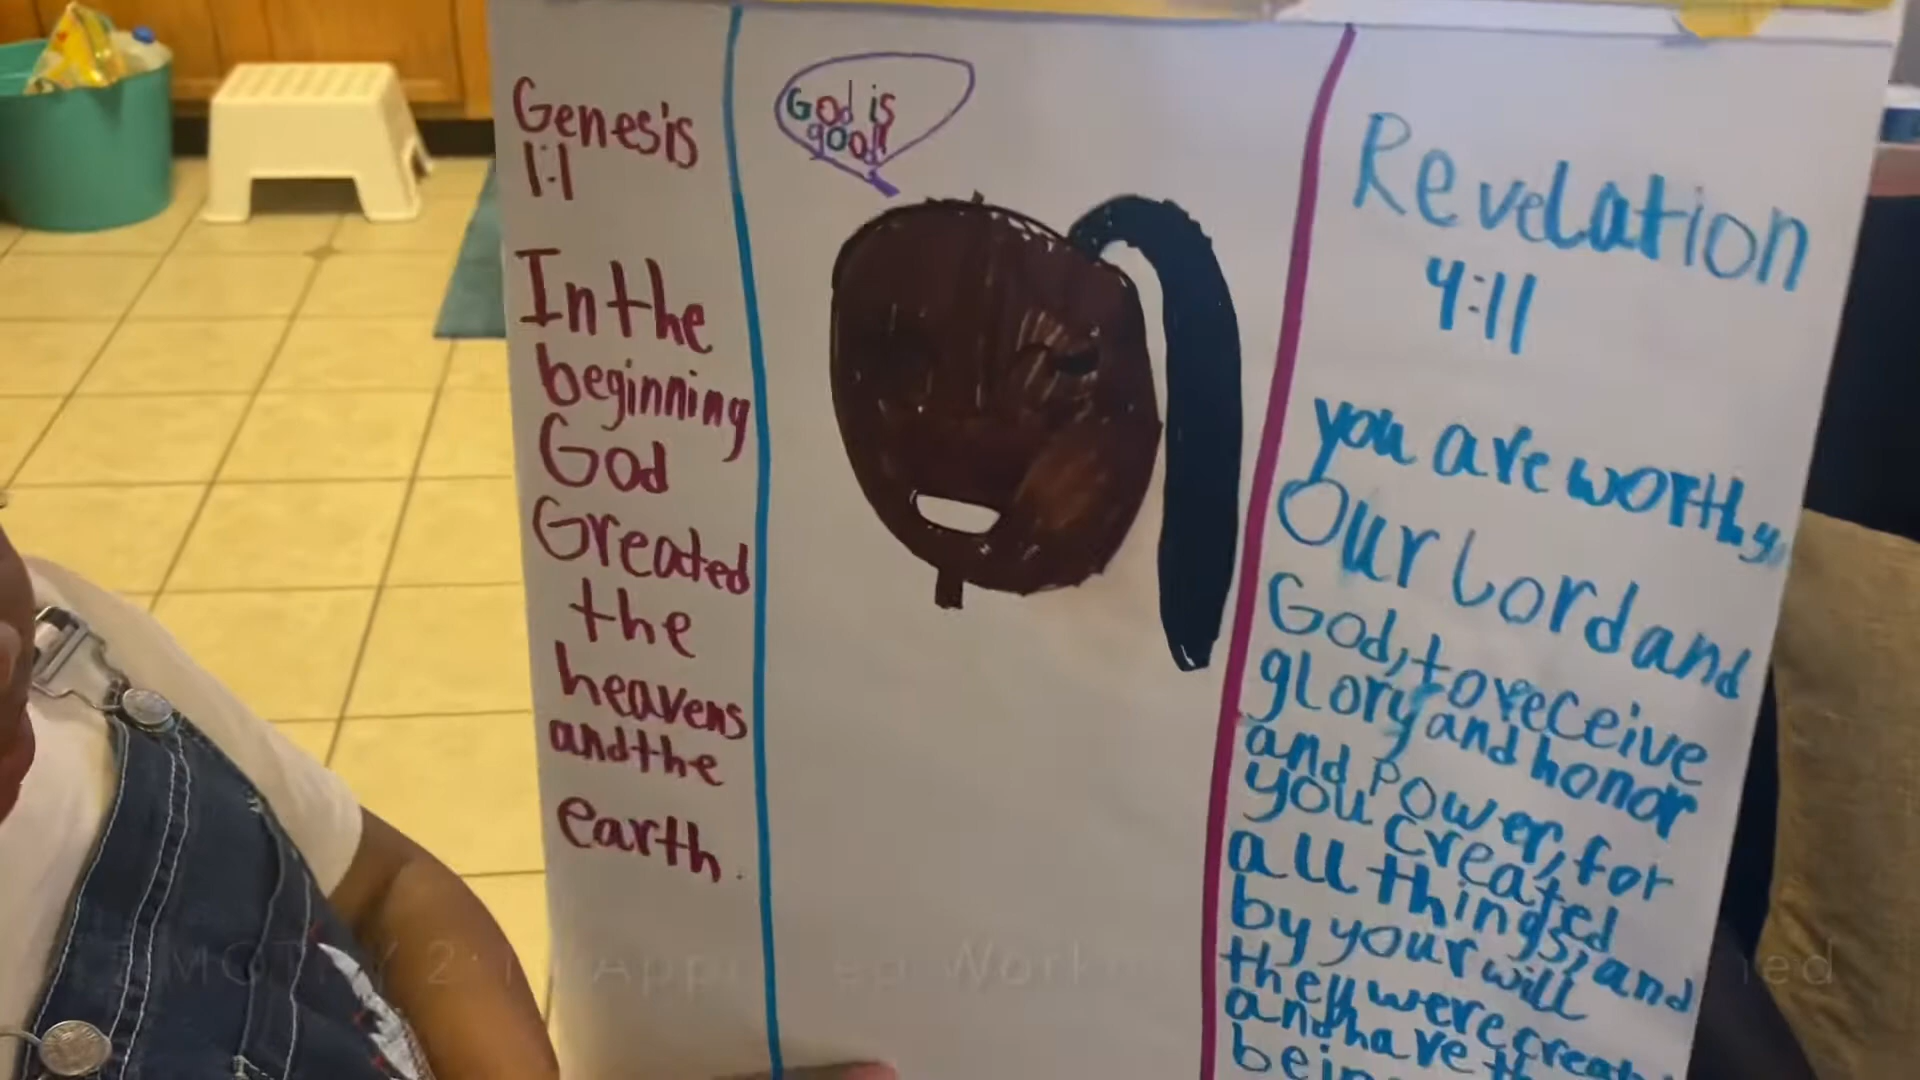 Genesis
1:1
In the
beginning
God
Greated
the
heavens
and the
earth.
God is
good!
Revelation
4:11
you are worthy,
Our Lord and
God, to receive
glory and honor
and Power, for
you created
all things, and
by your will
they were
and have